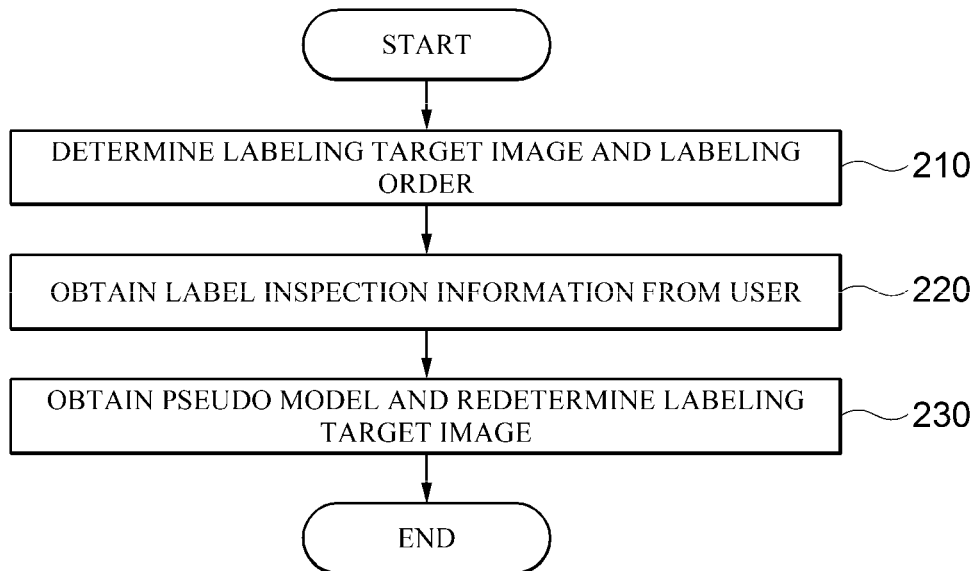 START
DETERMINE LABELING TARGET IMAGE AND LABELING
ORDER
210
OBTAIN LABEL INSPECTION INFORMATION FROM USER
220
OBTAIN PSEUDO MODEL AND REDETERMINE LABELING
TARGET IMAGE
230
END